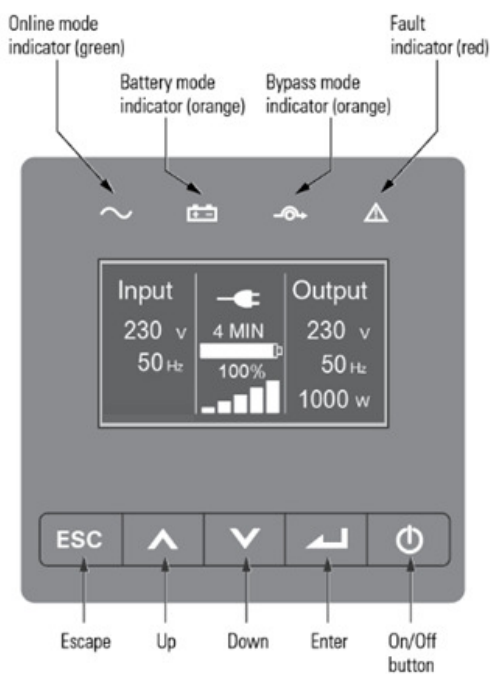 Online mode
indicator (green)
Fault
indicator (red)
Battery mode
indicator (orange)
Bypass mode
indicator (orange)
Input
Output
230 v
4 MIN
230 v
50 Hz
100%
50 Hz
1000 w
ESC
Escape
Up
Down
Enter
On/Off
button